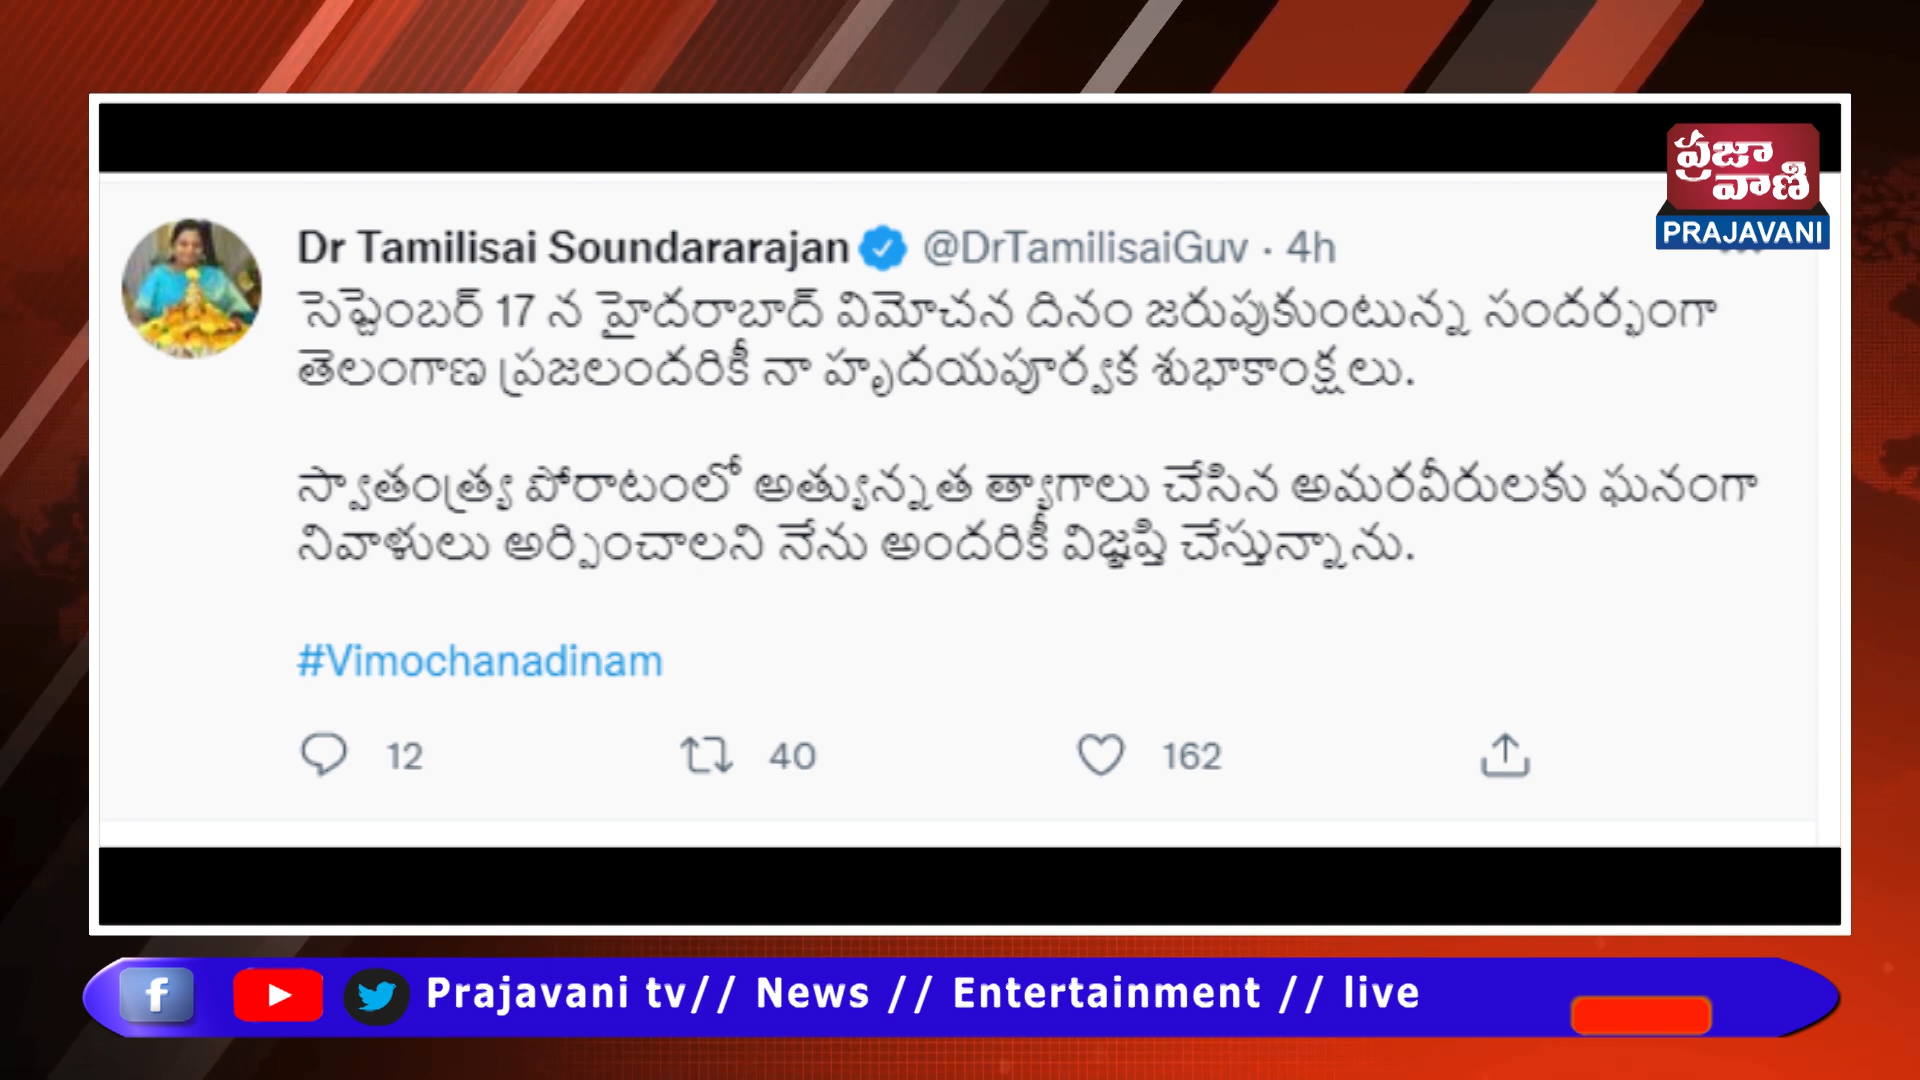 ప్రజా
వాణి
PRAJAVANI
Dr Tamilisai Soundararajan @DrTamilisaiGuv · 4h
సెప్టెంబర్ 17 న హైదరాబాద్ విమోచన దినం జరుపుకుంటున్న సందర్భంగా
తెలంగాణ ప్రజలందరికీ నా హృదయపూర్వక శుభాకాంక్షలు.
స్వాతంత్ర్య పోరాటంలో అత్యున్నత త్యాగాలు చేసిన అమరవీరులకు ఘనంగా
నివాళులు అర్పించాలని నేను అందరికీ విజ్ఞప్తి చేస్తున్నాను.
#Vimochanadinam
12 40 162
f Prajavani tv// News // Entertainment // live